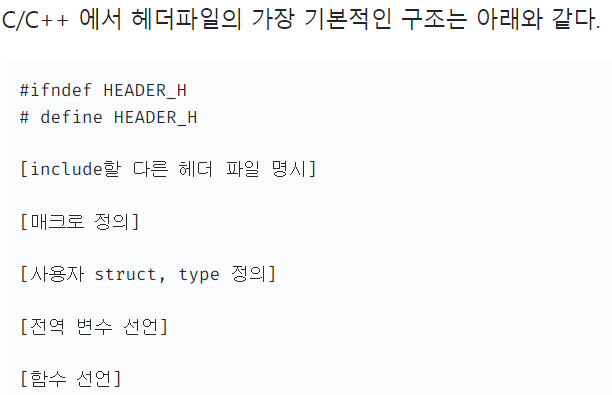 C/C++ 에서 헤더파일의 가장 기본적인 구조는 아래와 같다.
#ifndef HEADER_H
# define HEADER_H
[include할 다른 헤더 파일 명시]
[매크로 정의]
[사용자 struct, type 정의]
[전역 변수 선언]
[함수 선언]